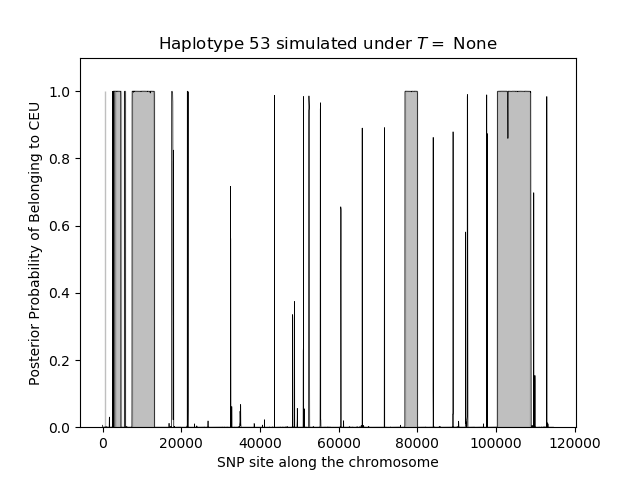 Haplotype 53 simulated under T = None
Posterior Probability of Belonging to CEU
1.0
0.8
0.6
0.4
0.2
0.0
0 20000 40000 60000 80000 100000 120000
SNP site along the chromosome